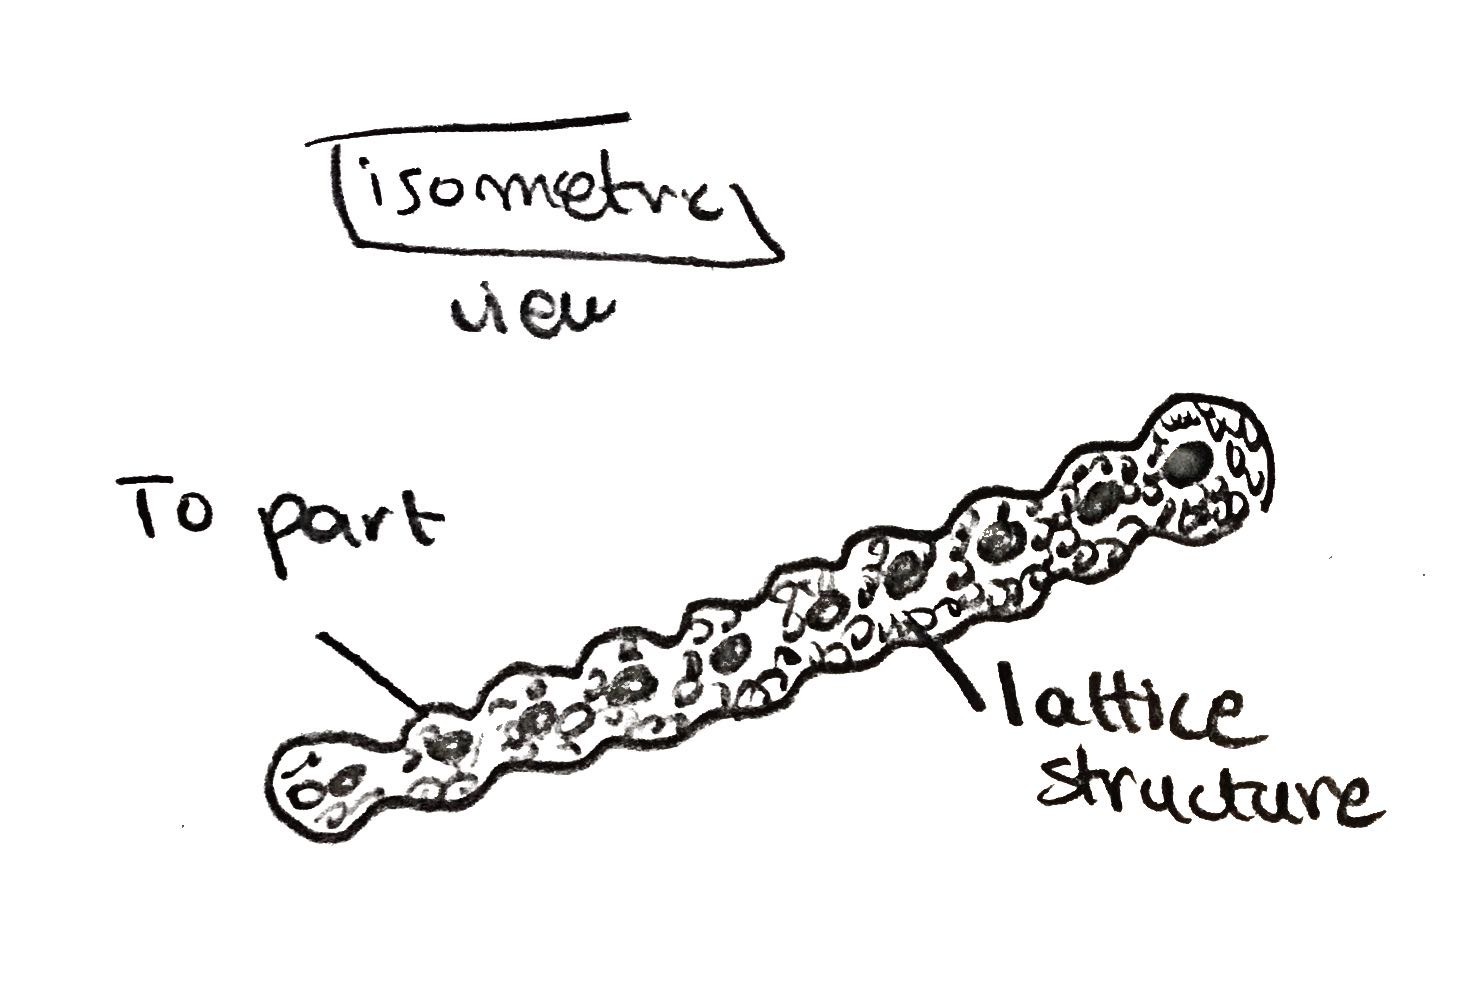 isometric
view
To part
lattice
structure